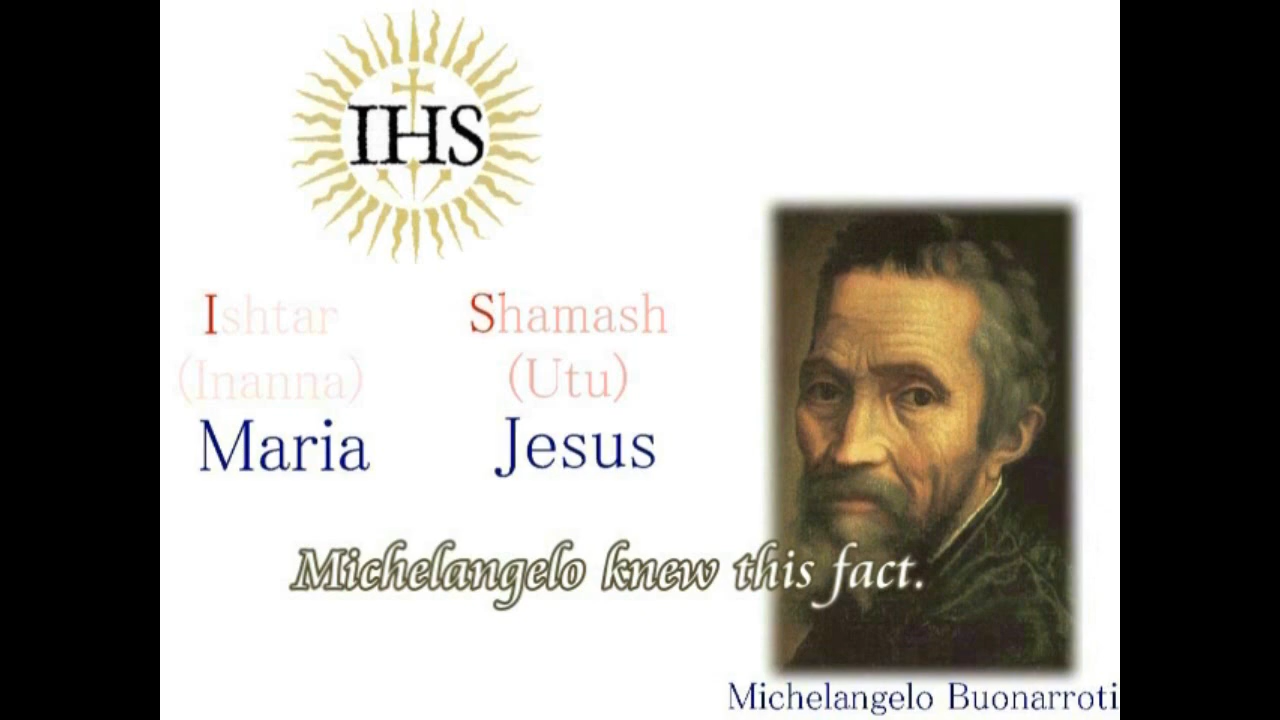 IHS
Ishtar
Shamash
(Inanna)
(Utu)
Maria
Jesus
Michelangelo knew this fact.
Michelangelo Buonarroti